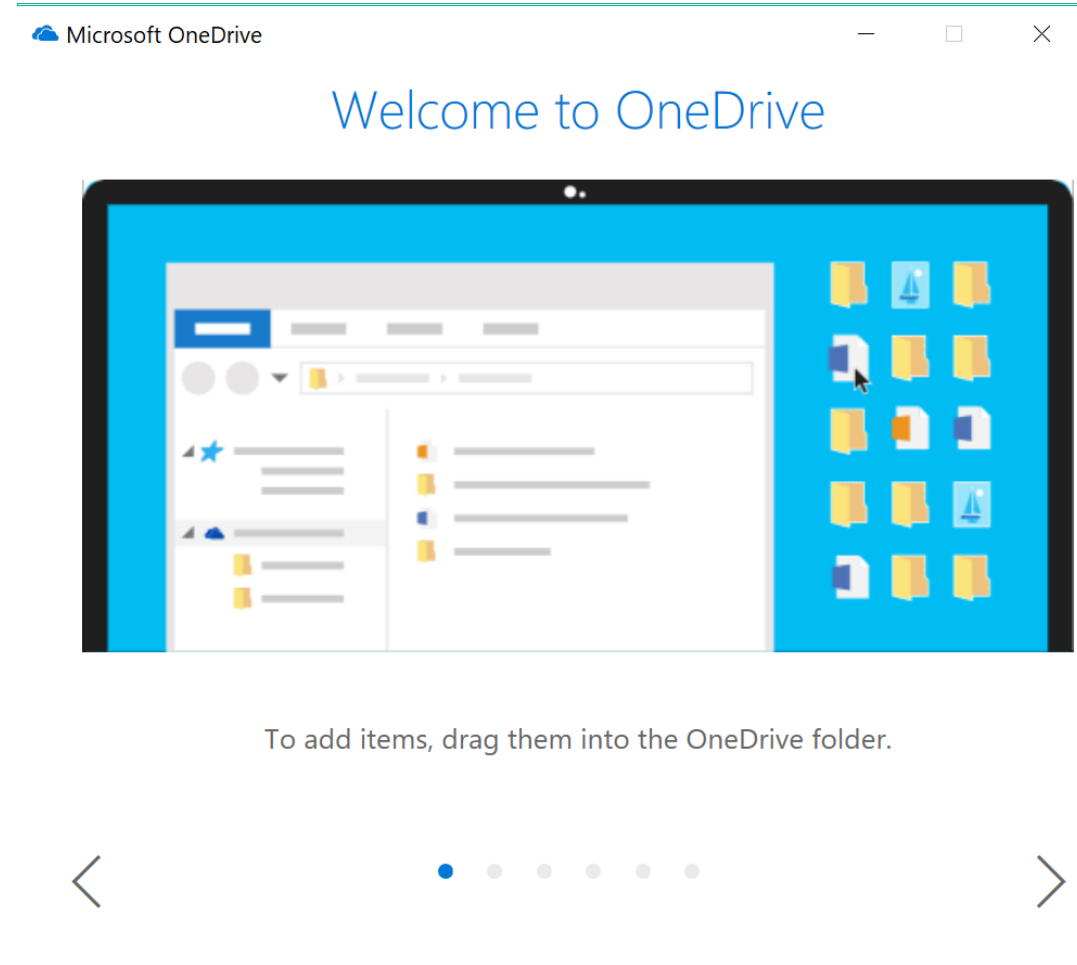 Microsoft OneDrive
Welcome to OneDrive
To add items, drag them into the OneDrive folder.